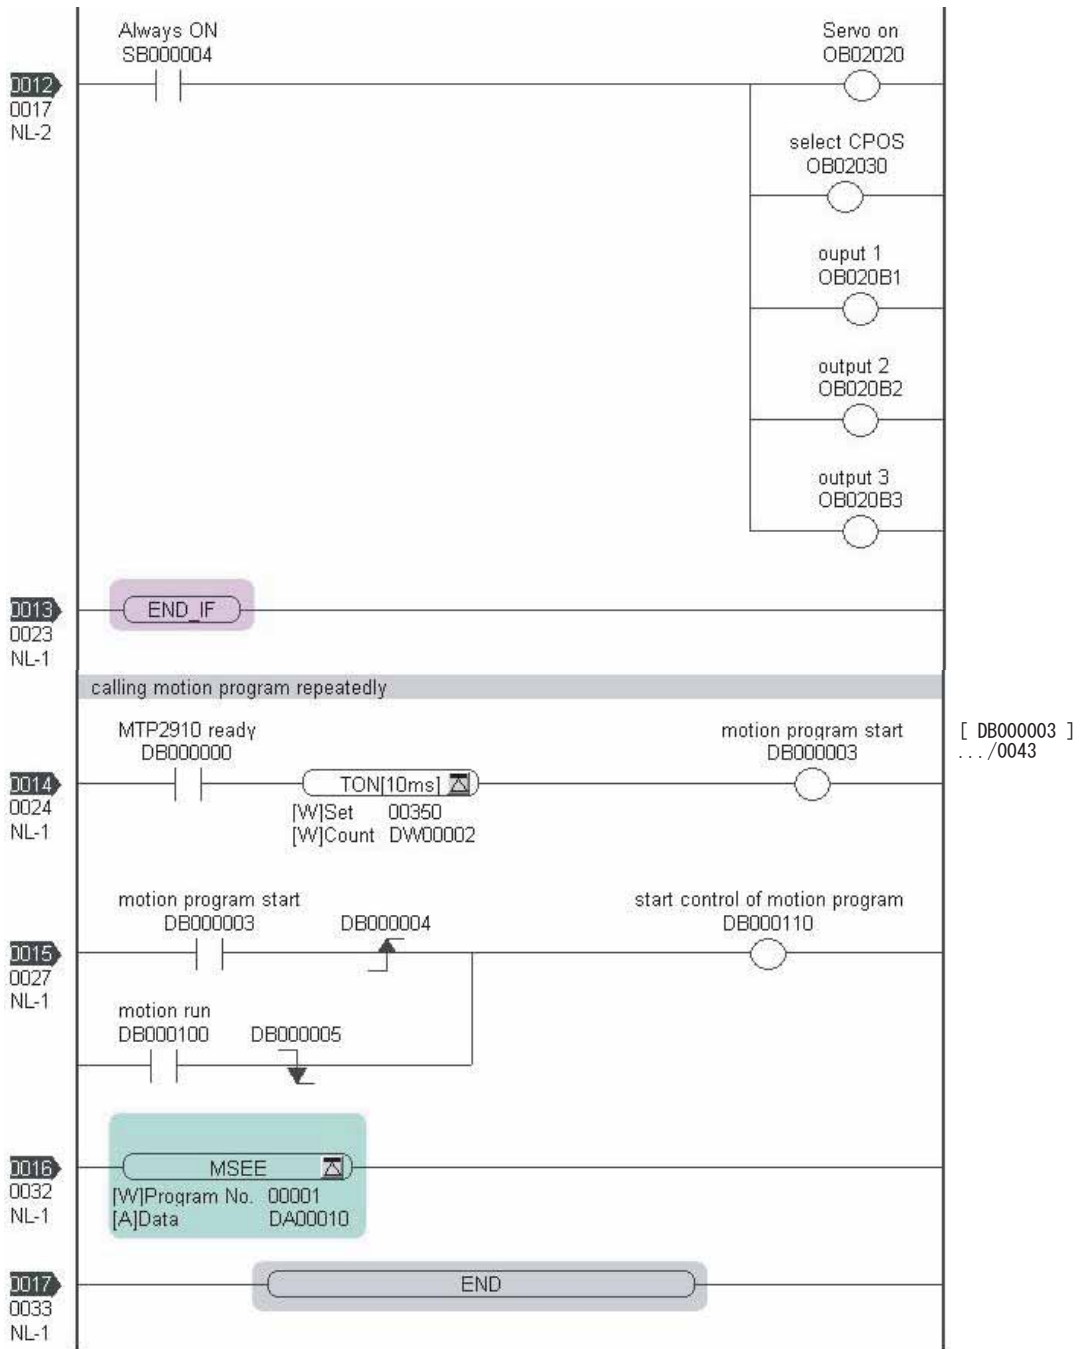 Always ON
SB000004
Servo on
OB02020
0012
0017
NL-2
select CPOS
OB02030
ouput 1
OB020B1
output 2
OB020B2
output 3
OB020B3
0013
0023
NL-1
END_IF
calling motion program repeatedly
MTP2910 ready
DB000000
motion program start
DB000003
[ DB000003 ]
.../0043
0014
0024
NL-1
TON[10ms]
[W]Set 00350
[W]Count DW00002
motion program start
DB000003
DB000004
start control of motion program
DB000110
0015
0027
NL-1
motion run
DB000100
DB000005
0016
0032
NL-1
MSEE
[W]Program No. 00001
[A]Data DA00010
0017
0033
NL-1
END